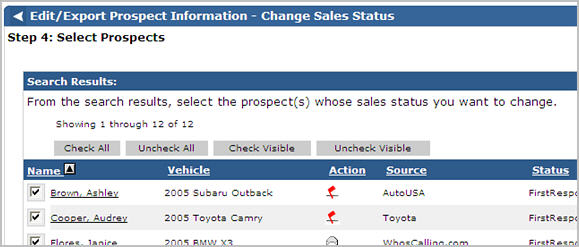 Edit/Export Prospect Information - Change Sales Status
Step 4: Select Prospects
Search Results:
From the search results, select the prospect(s) whose sales status you want to change.
Showing 1 through 12 of 12
Check All Uncheck All Check Visible Uncheck Visible
Name Vehicle Action Source Status
Brown, Ashley 2005 Subaru Outback AutoUSA FirstRespo
Cooper, Audrey 2005 Toyota Camry Toyota FirstRespo
Flores, Janice 2005 BMW X3 WhosCalling.com FirstRespo